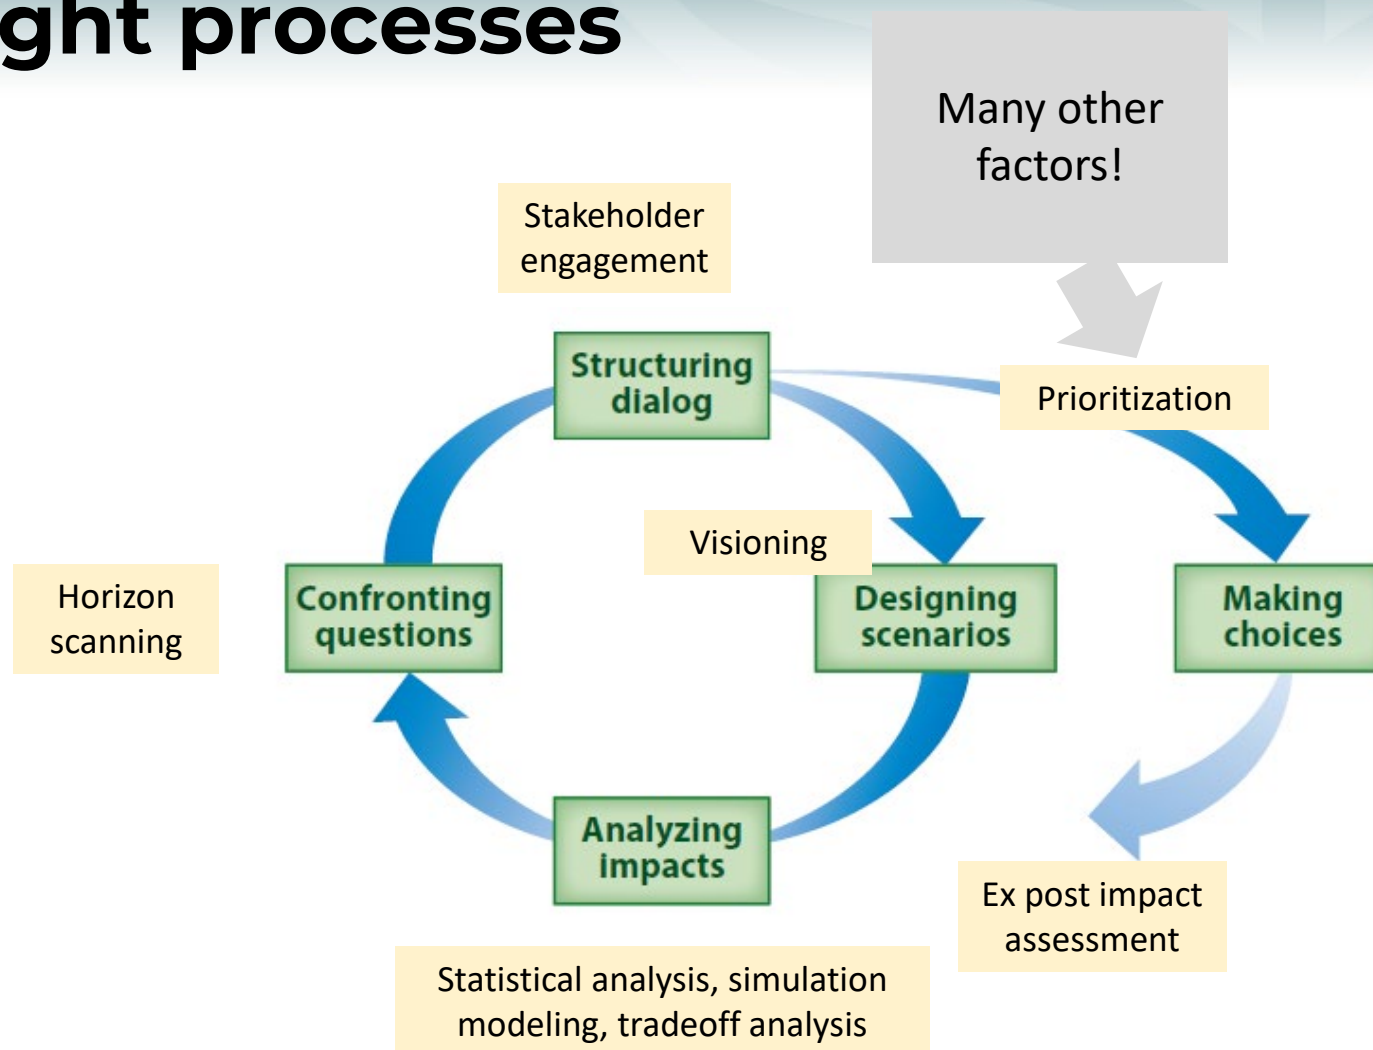 ght processes
Many other
factors!
Stakeholder
engagement
Structuring
dialog
Prioritization
Visioning
Horizon
scanning
Confronting
questions
Designing
scenarios
Making
choices
Analyzing
impacts
Ex post impact
assessment
Statistical analysis, simulation
modeling, tradeoff analysis